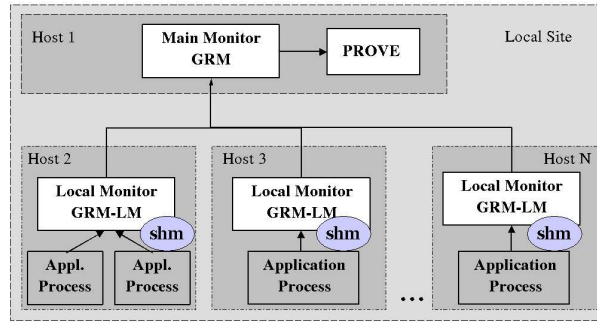 Host 1
Main Monitor
GRM
PROVE
Local Site
Host 2
Local Monitor
GRM-LM
shm
Appl.
Process
Appl.
Process
Host 3
Local Monitor
GRM-LM
shm
Application
Process
...
Host N
Local Monitor
GRM-LM
shm
Application
Process